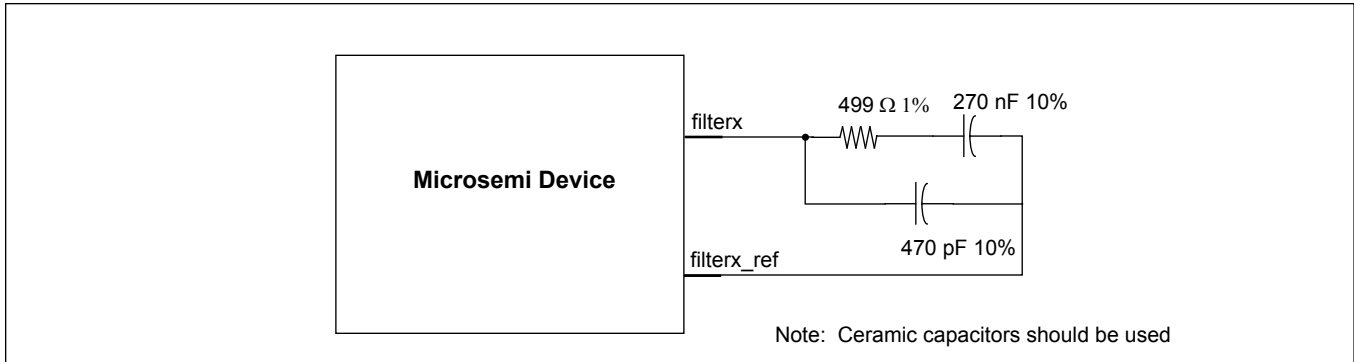 499 Ω 1%
270 nF 10%
filterx
Microsemi Device
470 pF 10%
filterx_ref
Note: Ceramic capacitors should be used